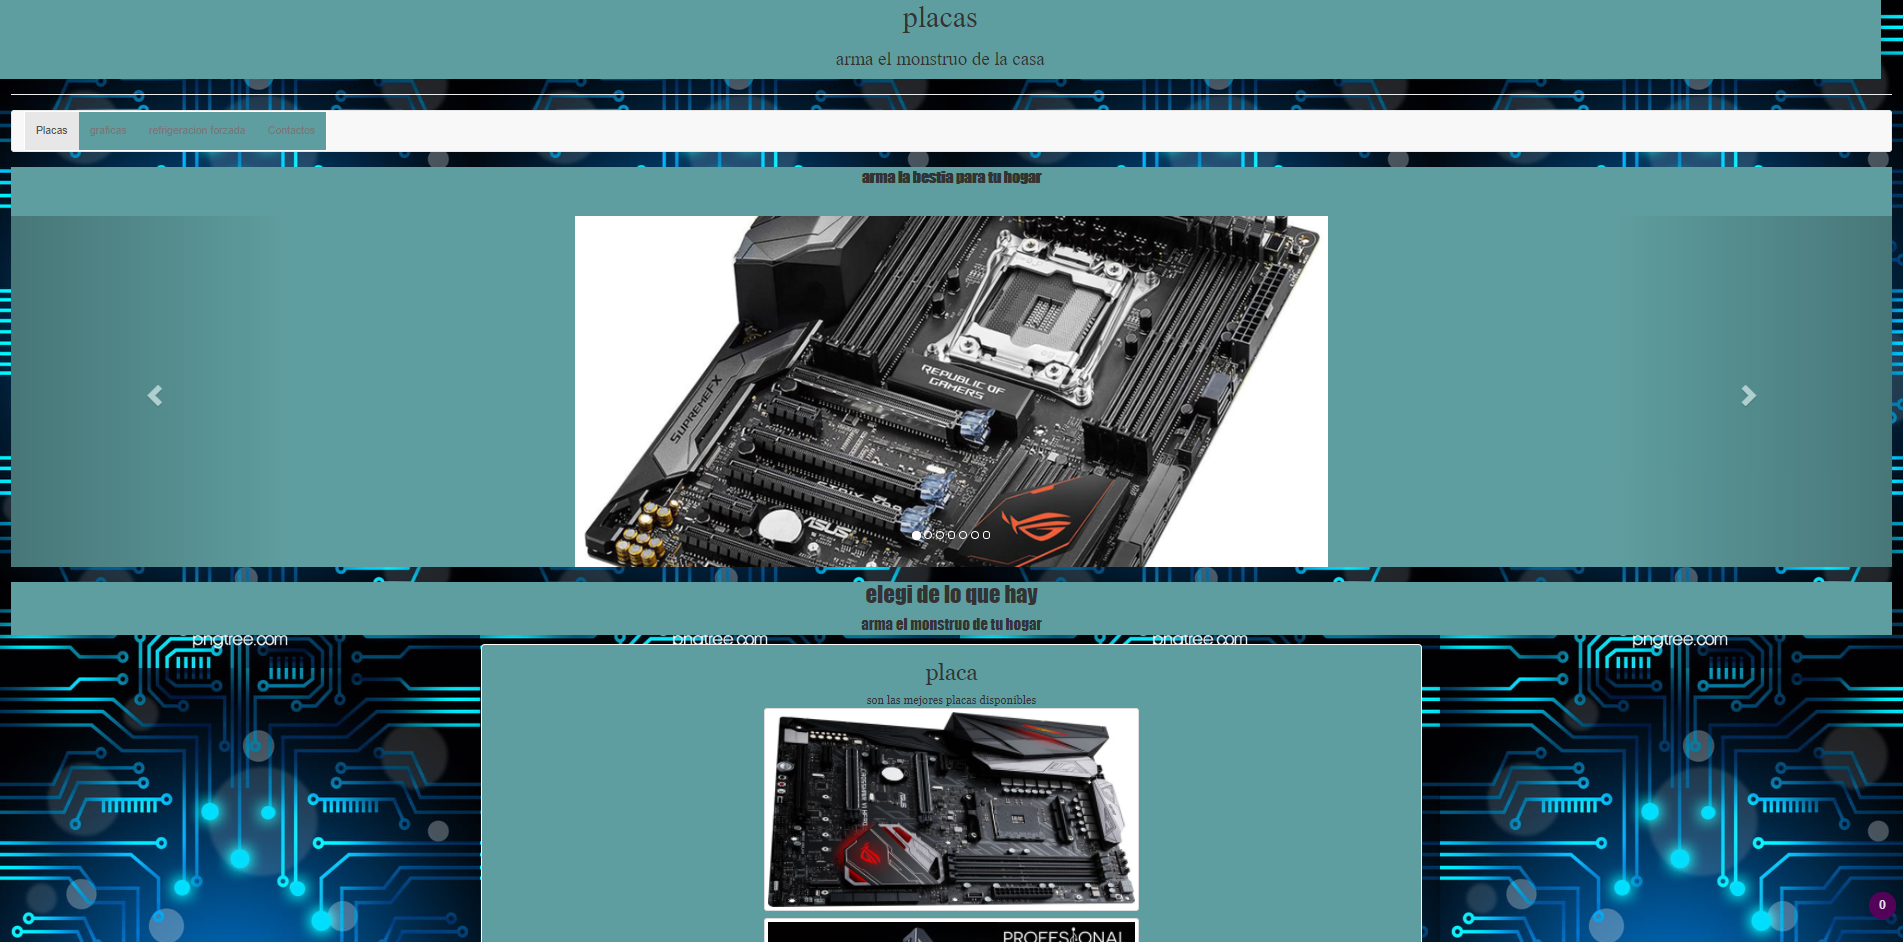 placas
arma el monstruo de la casa
Placas graficas refrigeracion forzada Contactos
arma la bestia para tu hogar
REPUBLIC OF
GAMERS
SUPREMEFX
STRIX
ASUS
elegi de lo que hay
arma el monstruo de tu hogar
pngtree.com pngtree.com pngtree.com pngtree.com
placa
son las mejores placas disponibles
0
PROFESIONAL